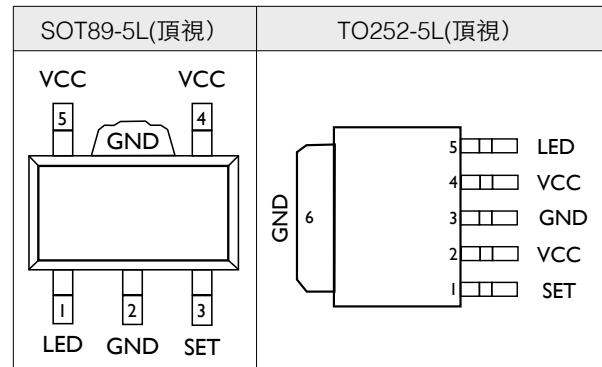 SOT89-5L(頂視）
VCC VCC
5 4
GND
1 2 3
LED GND SET
TO252-5L(頂視）
5 LED
4 VCC
GND 6 3 GND
2 VCC
1 SET